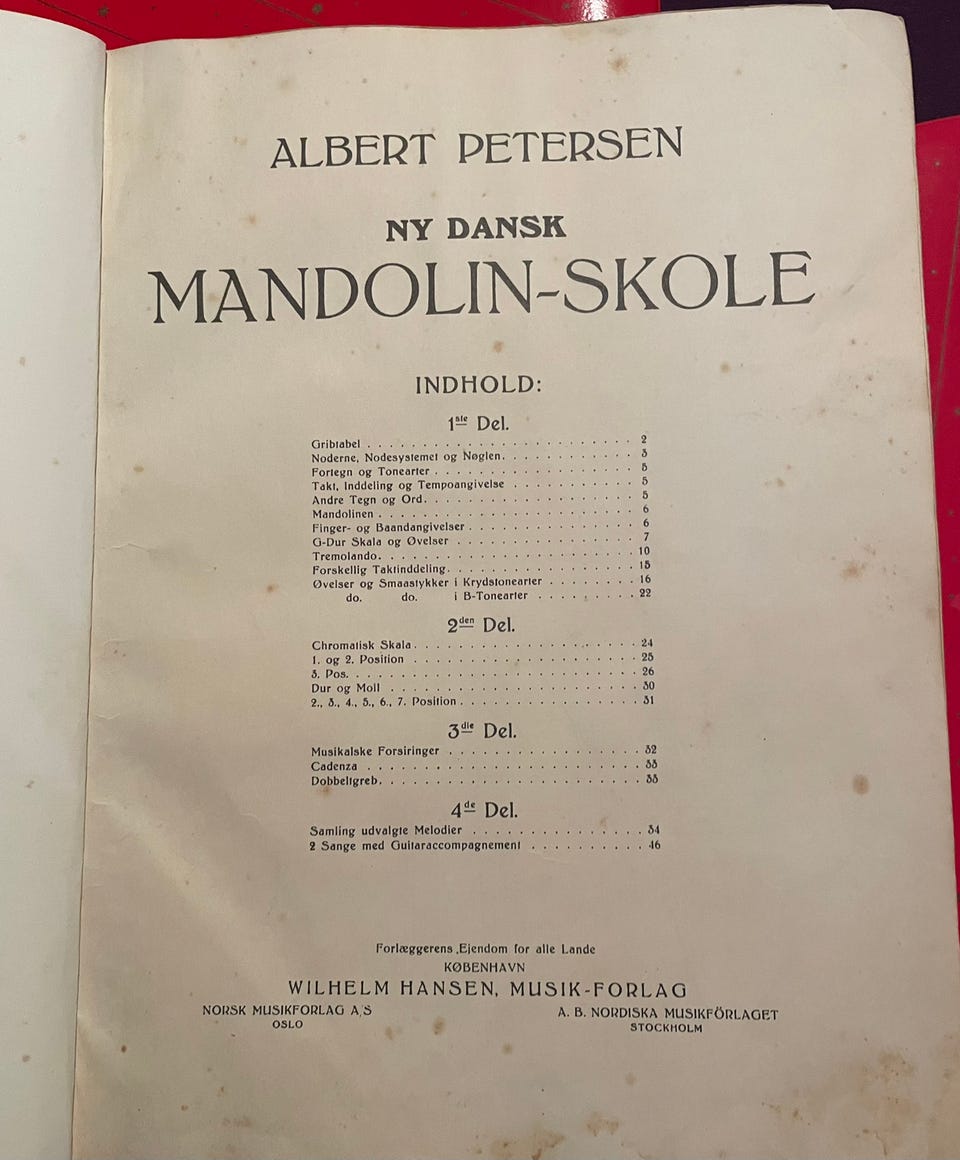 ALBERT PETERSEN
NY DANSK
MANDOLIN-SKOLE
INDHOLD:
1ste Del.
Gribtabel . . . . . . . . . . . . . . . . . . . . . . . . 2
Noderne, Nodesystemet og Nøglen. . . . . . . . . . . . . 3
Fortegn og Tonearter . . . . . . . . . . . . . . . . . . 5
Takt, Inddeling og Tempoangivelse . . . . . . . . . . . 5
Andre Tegn og Ord. . . . . . . . . . . . . . . . . . . . 5
Mandolinen . . . . . . . . . . . . . . . . . . . . . . . 6
Finger- og Baandangivelser . . . . . . . . . . . . . . . 6
G-Dur Skala og Øvelser . . . . . . . . . . . . . . . . . 7
Tremolando. . . . . . . . . . . . . . . . . . . . . . . 10
Forskellig Taktinddeling. . . . . . . . . . . . . . . . . 15
Øvelser og Smaastykker i Krydstonearter . . . . . . . . 16
do. do. i B-Tonearter . . . . . . . . . 22
2den Del.
Chromatisk Skala . . . . . . . . . . . . . . . . . . . . 24
1. og 2. Position . . . . . . . . . . . . . . . . . . . . 25
3. Pos. . . . . . . . . . . . . . . . . . . . . . . . . . 26
Dur og Moll . . . . . . . . . . . . . . . . . . . . . . 30
2., 3., 4., 5., 6., 7. Position . . . . . . . . . . . . . . . . 31
3die Del.
Musikalske Forsiringer . . . . . . . . . . . . . . . . . 32
Cadenza . . . . . . . . . . . . . . . . . . . . . . . . 33
Dobbeltgreb. . . . . . . . . . . . . . . . . . . . . . . 33
4de Del.
Samling udvalgte Melodier . . . . . . . . . . . . . . . 34
2 Sange med Guitaraccompagnement . . . . . . . . . . 46
Forlæggerens Ejendom for alle Lande
KØBENHAVN
WILHELM HANSEN, MUSIK-FORLAG
NORSK MUSIKFORLAG A/S
OSLO
A. B. NORDISKA MUSIKFÖRLAGET
STOCKHOLM